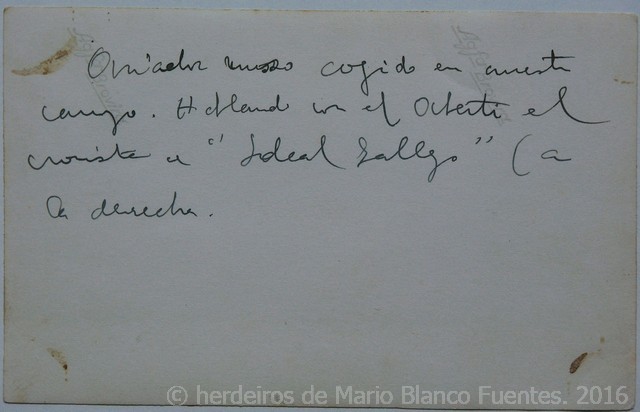 Aviador russo cogido en nuestro
campo. Hablando con el Alberti el
cronista de "Ideal Gallego" (a
la derecha.
© herdeiros de Mario Blanco Fuentes. 2016